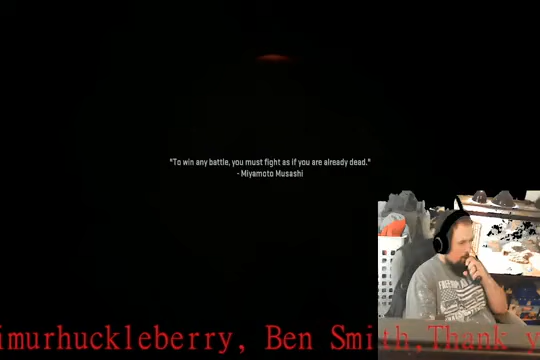 "To win any battle, you must fight as if you are already dead."
- Miyamoto Musashi
imurhuckleberry, Ben Smith,Thank y